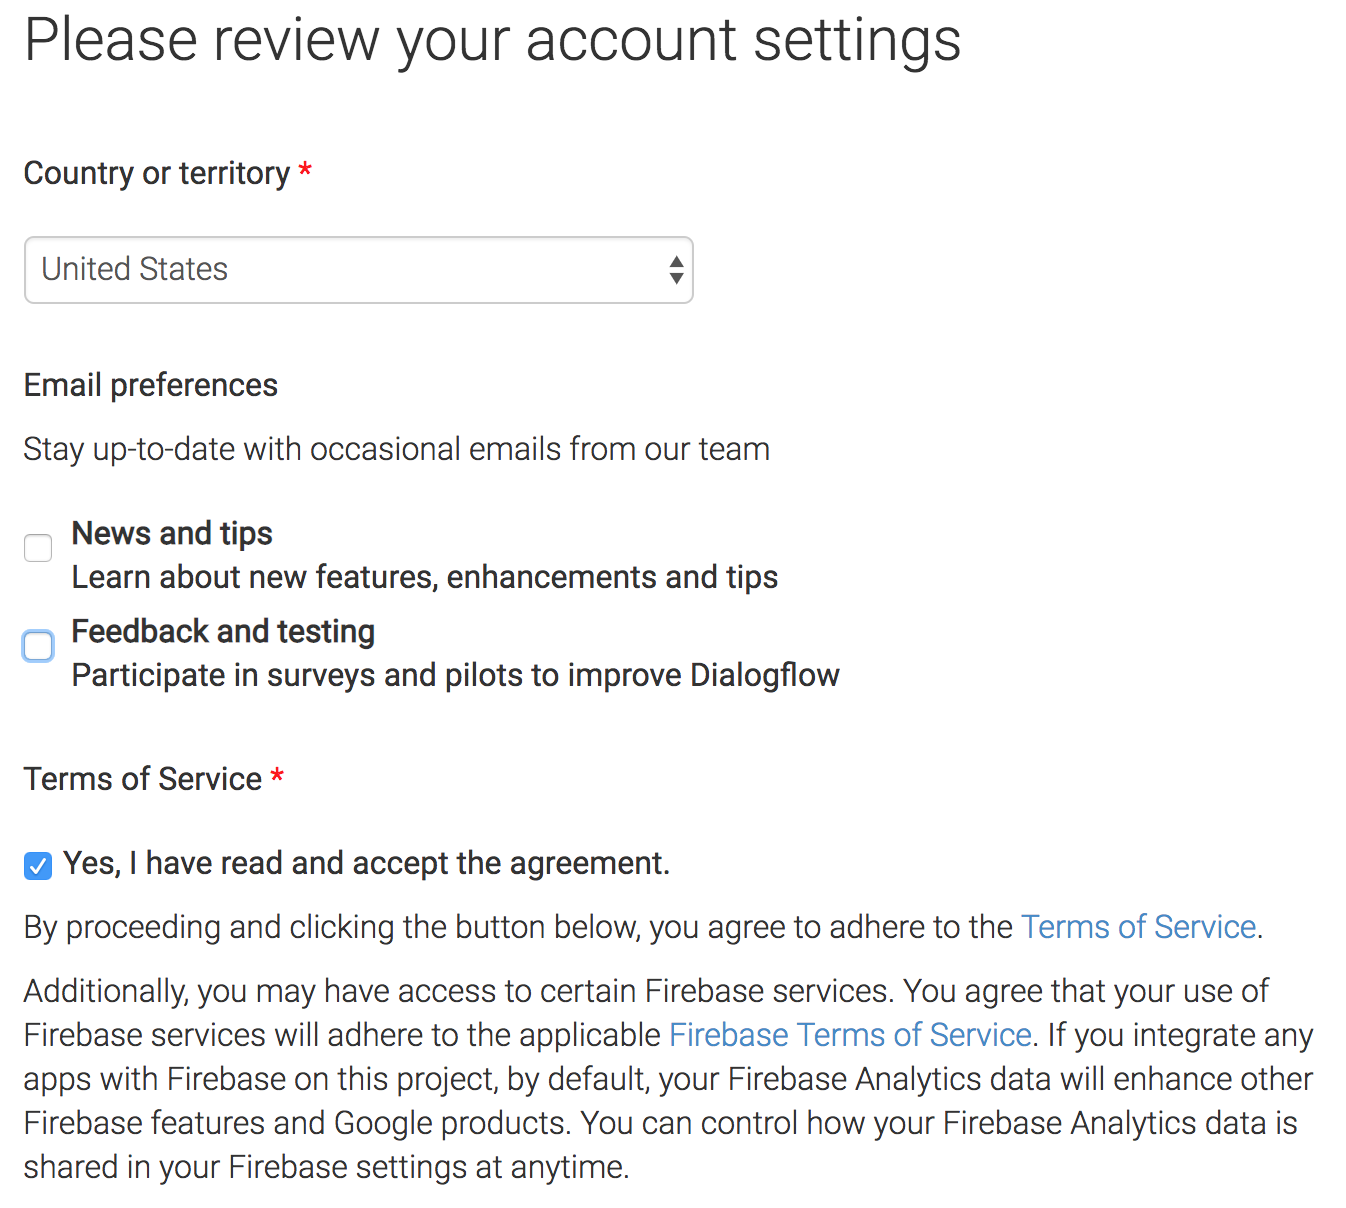 Please review your account settings
Country or territory *
United States
Email preferences
Stay up-to-date with occasional emails from our team
News and tips
Learn about new features, enhancements and tips
Feedback and testing
Participate in surveys and pilots to improve Dialogflow
Terms of Service *
Yes, I have read and accept the agreement.
By proceeding and clicking the button below, you agree to adhere to the Terms of Service.
Additionally, you may have access to certain Firebase services. You agree that your use of
Firebase services will adhere to the applicable Firebase Terms of Service. If you integrate any
apps with Firebase on this project, by default, your Firebase Analytics data will enhance other
Firebase features and Google products. You can control how your Firebase Analytics data is
shared in your Firebase settings at anytime.